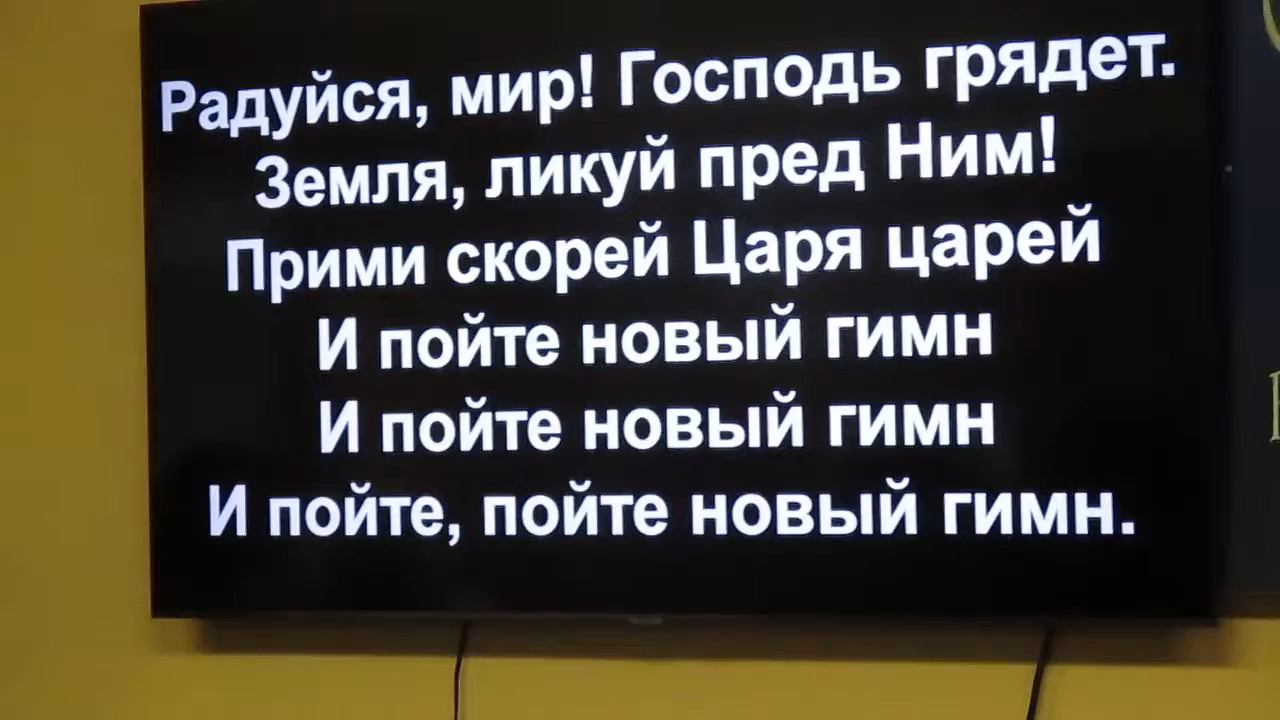 Радуйся, мир! Господь грядет.
Земля, ликуй пред Ним!
Прими скорей Царя царей
И пойте новый гимн
И пойте новый гимн
И пойте, пойте новый гимн.